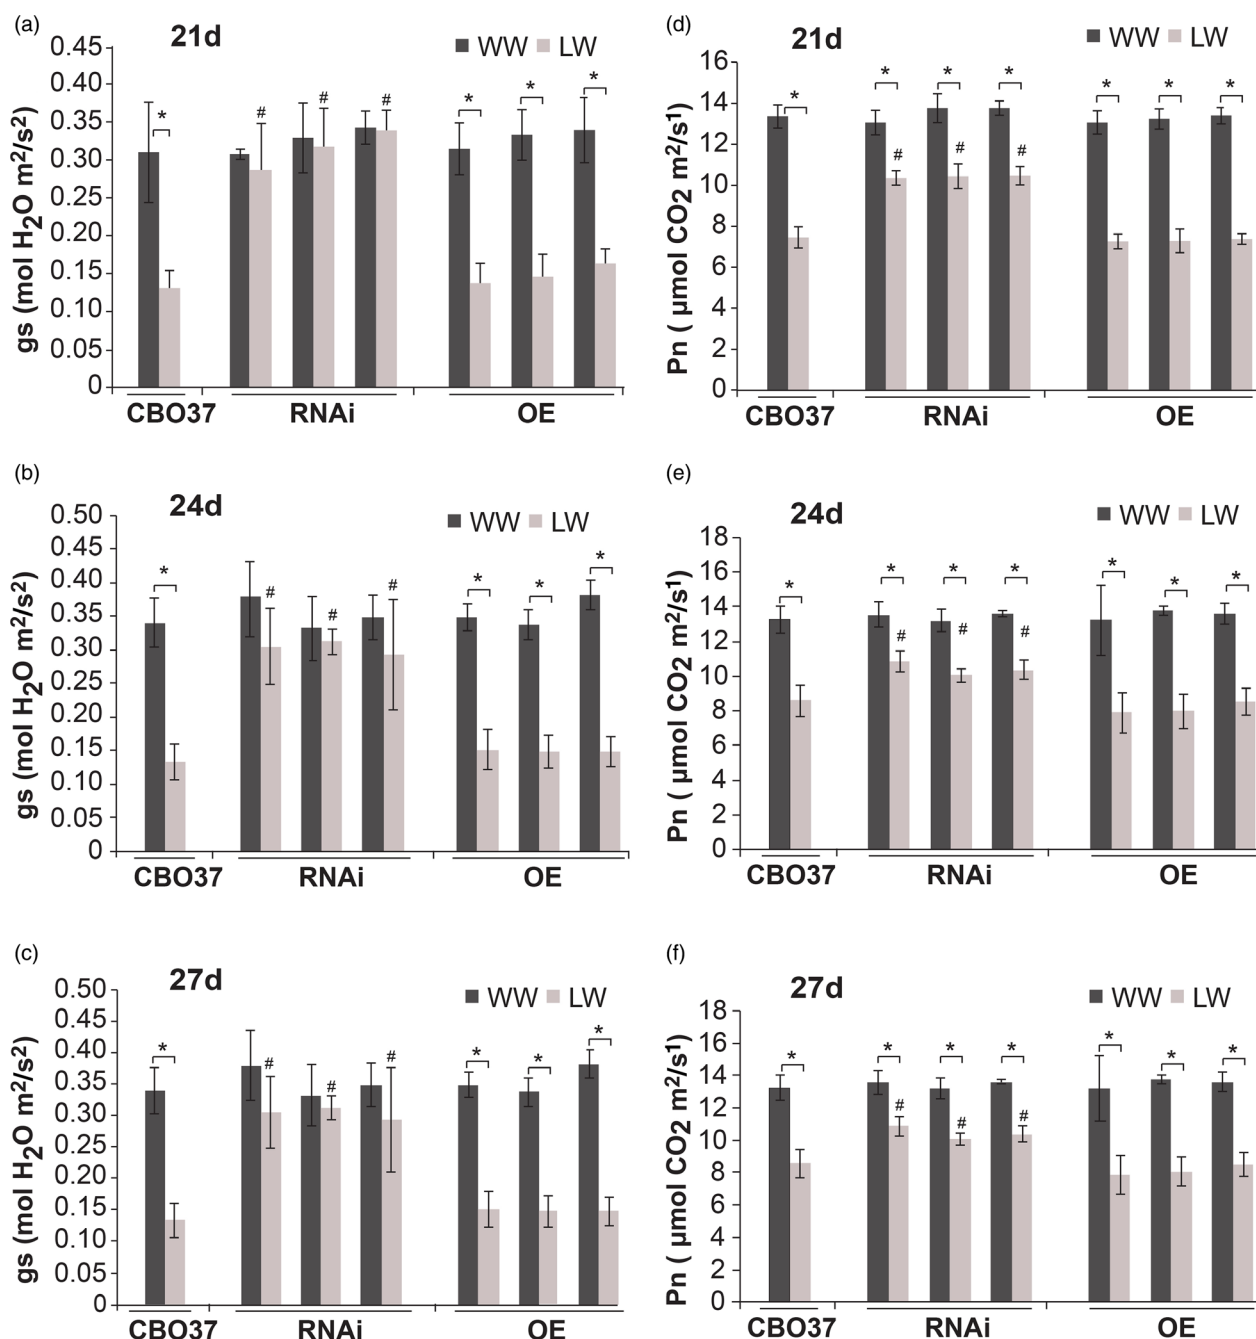 (a)
21d
WW LW
gs (mol H2O m2/s2)
0.45
0.40
0.35
0.30
0.25
0.20
0.15
0.10
0.05
0
* # # # * * *
CBO37 RNAi OE
(d)
21d
WW LW
Pn ( µmol CO2 m2/s1)
16
14
12
10
8
6
4
2
0
* * * * * * *
# # #
CBO37 RNAi OE
(b)
24d
WW LW
gs (mol H2O m2/s2)
0.50
0.45
0.40
0.35
0.30
0.25
0.20
0.15
0.10
0.05
0
* # # # * * *
CBO37 RNAi OE
(e)
24d
WW LW
Pn ( µmol CO2 m2/s1)
18
16
14
12
10
8
6
4
2
0
* * * * * * *
# # #
CBO37 RNAi OE
(c)
27d
WW LW
gs (mol H2O m2/s2)
0.50
0.45
0.40
0.35
0.30
0.25
0.20
0.15
0.10
0.05
0
* # # # * * *
CBO37 RNAi OE
(f)
27d
WW LW
Pn ( µmol CO2 m2/s1)
18
16
14
12
10
8
6
4
2
0
* * * * * * *
# # #
CBO37 RNAi OE